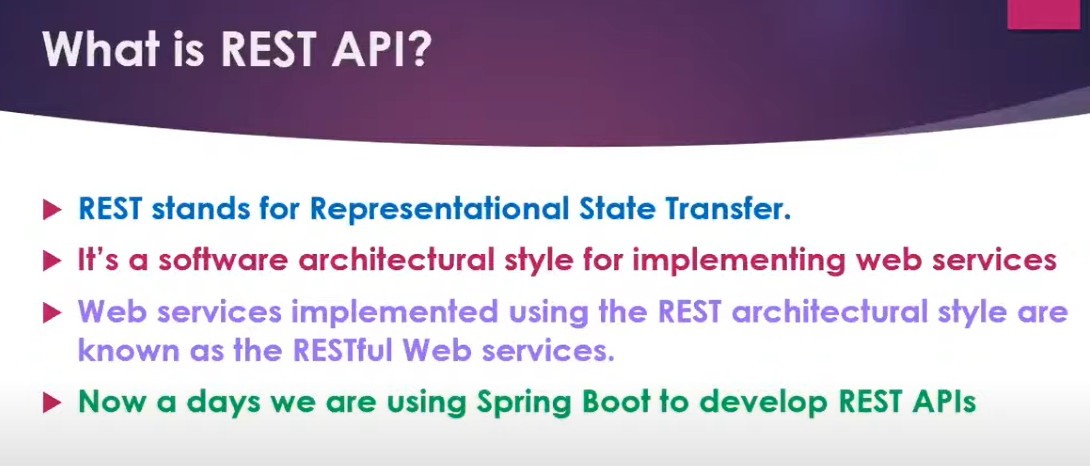 What is REST API?
REST stands for Representational State Transfer.
It's a software architectural style for implementing web services
Web services implemented using the REST architectural style are
known as the RESTful Web services.
Now a days we are using Spring Boot to develop REST APIs